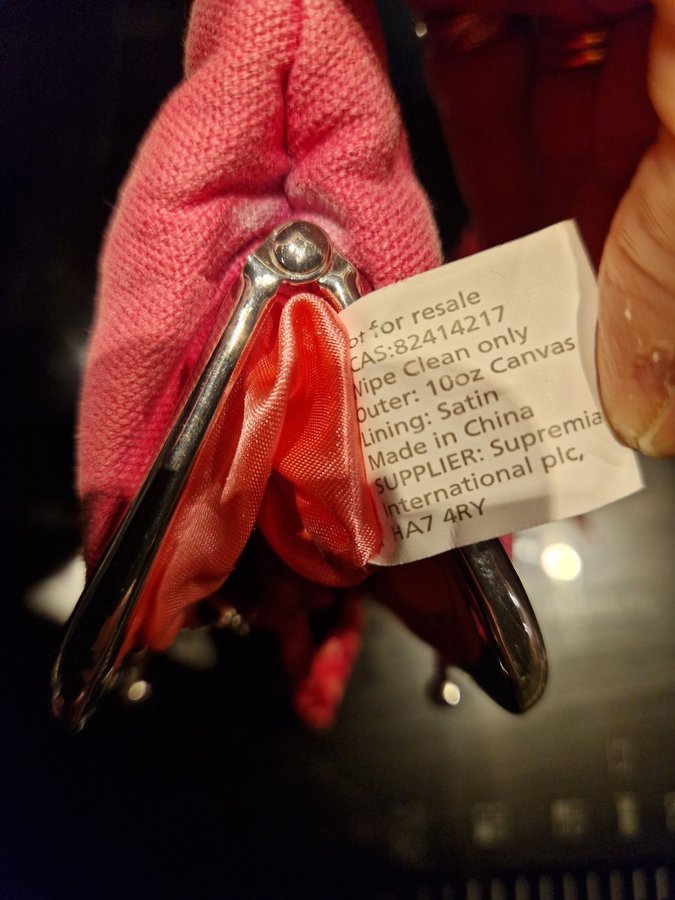 ot for resale
CAS:82414217
Wipe Clean only
Outer: 10oz Canvas
Lining: Satin
Made in China
SUPPLIER: Supremia
International plc,
HA7 4RY